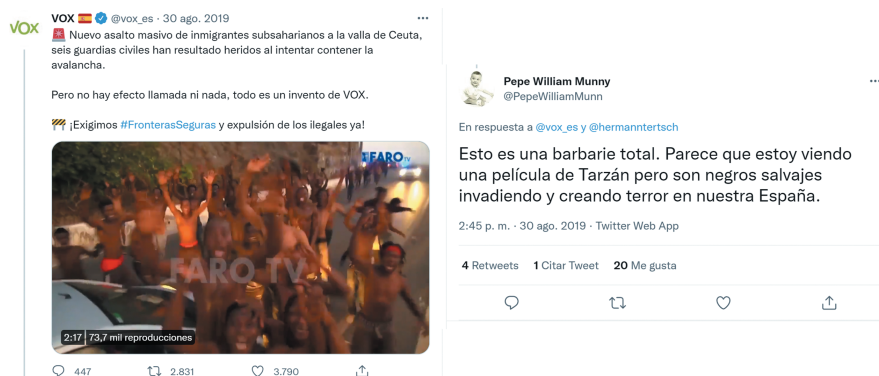 VOX
VOX @vox_es · 30 ago. 2019
Nuevo asalto masivo de inmigrantes subsaharianos a la valla de Ceuta,
seis guardias civiles han resultado heridos al intentar contener la
avalancha.
Pero no hay efecto llamada ni nada, todo es un invento de VOX.
¡Exigimos #FronterasSeguras y expulsión de los ilegales ya!
FARO TV
FARO TV
2:17 73,7 mil reproducciones
447 2.831 3.790
Pepe William Munny
@PepeWilliamMunn
En respuesta a @vox_es y @hermanntertsch
Esto es una barbarie total. Parece que estoy viendo
una película de Tarzán pero son negros salvajes
invadiendo y creando terror en nuestra España.
2:45 p. m. · 30 ago. 2019 · Twitter Web App
4 Retweets 1 Citar Tweet 20 Me gusta